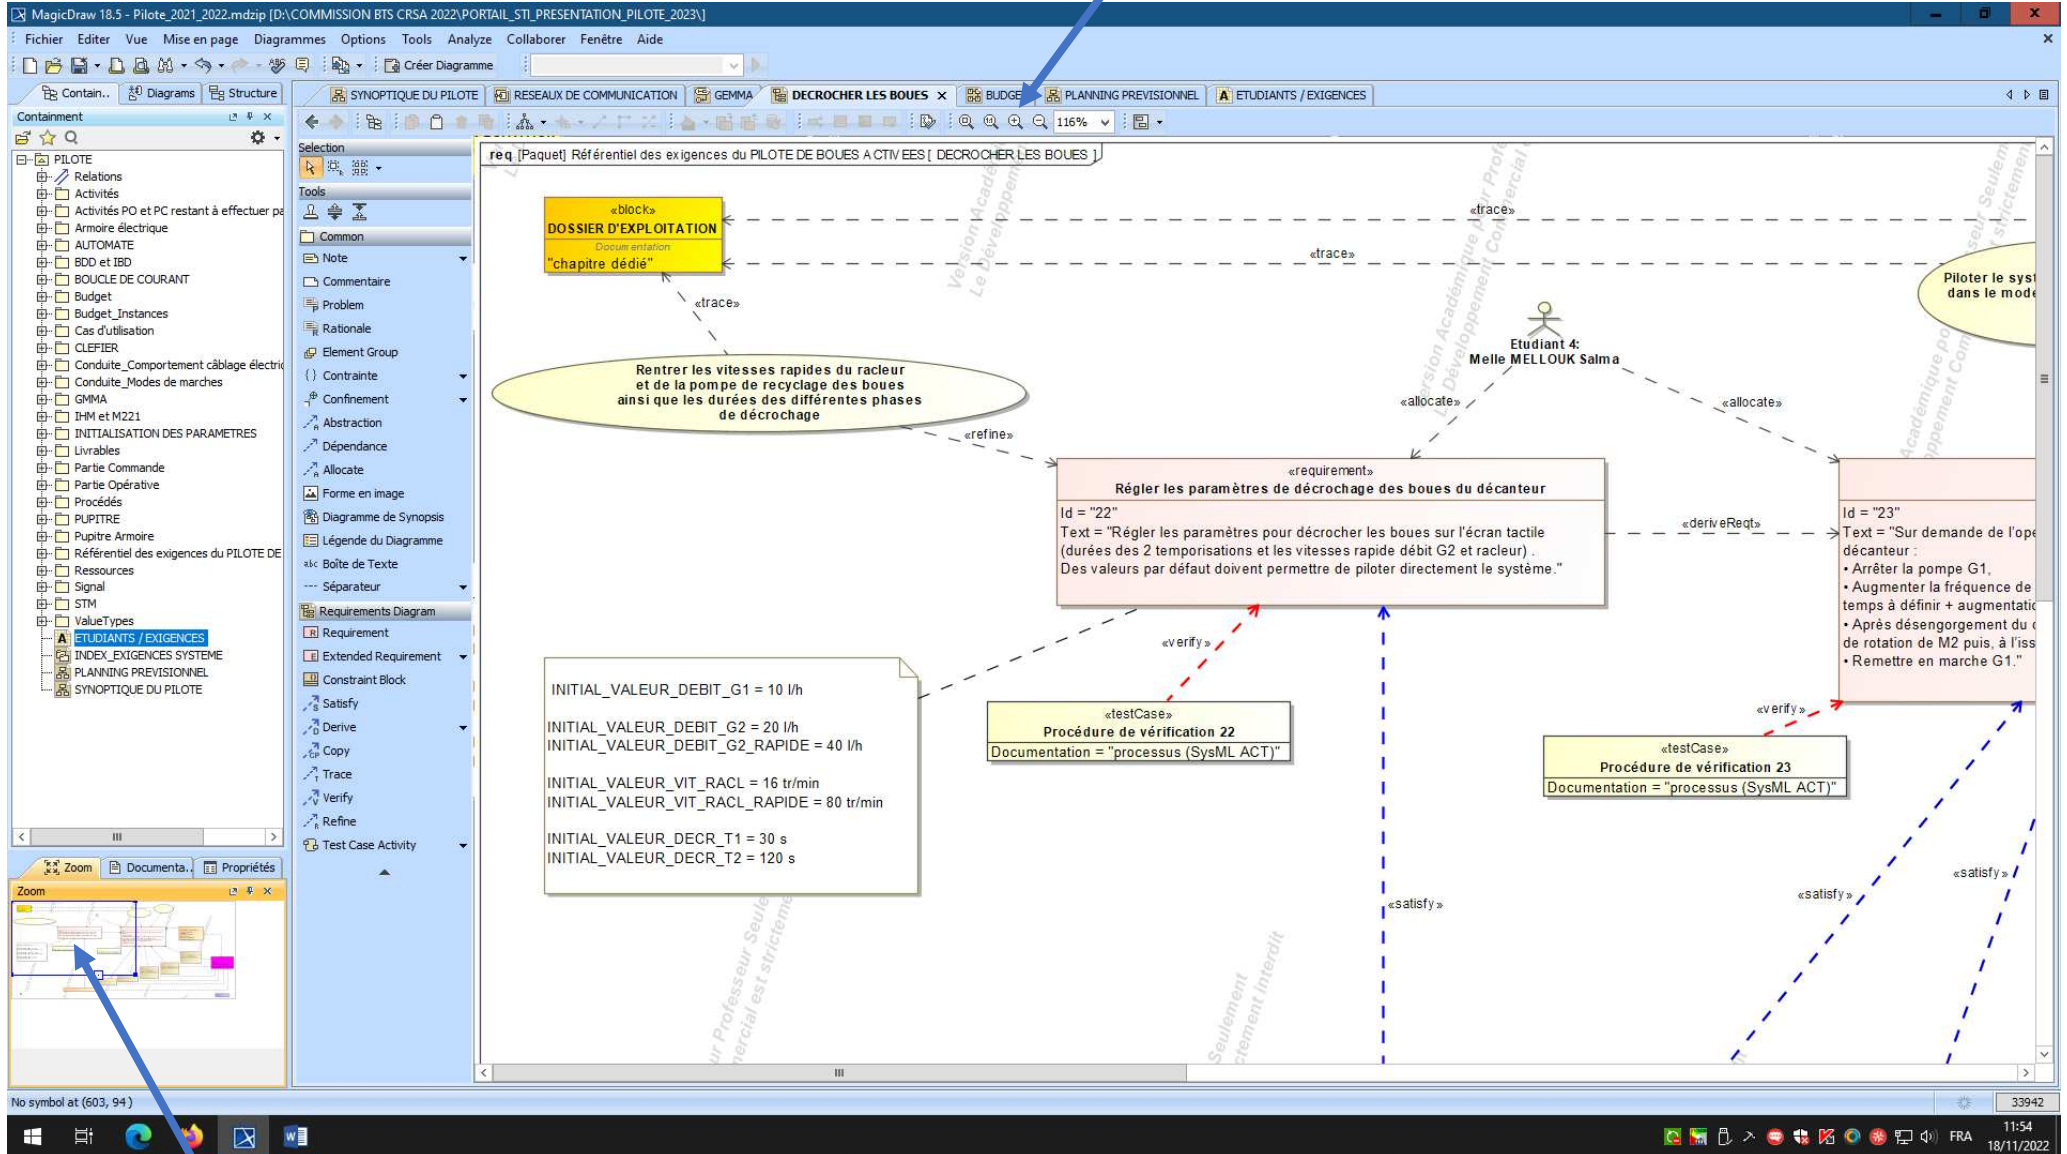 MagicDraw 18.5 - Pilote_2021_2022.mdzip [D:\COMMISSION BTS CRSA 2022\PORTAIL_STI_PRESENTATION_PILOTE_2023\]
Fichier Editer Vue Mise en page Diagrammes Options Tools Analyze Collaborer Fenêtre Aide
Créer Diagramme
Contain.. Diagrams Structure
SYNOPTIQUE DU PILOTE RESEAUX DE COMMUNICATION GEMMA DECROCHER LES BOUES BUDGE PLANNING PREVISIONNEL ETUDIANTS / EXIGENCES
116%
Containment
PILOTE
Relations
Activités
Activités PO et PC restant à effectuer pa
Armoire électrique
AUTOMATE
BDD et IBD
BOUCLE DE COURANT
Budget
Budget_Instances
Cas d'utilisation
CLEFIER
Conduite_Comportement câblage électri
Conduite_Modes de marches
GMMA
IHM et M221
INITIALISATION DES PARAMETRES
Livrables
Partie Commande
Partie Opérative
Procédés
PUPITRE
Pupitre Armoire
Référentiel des exigences du PILOTE DE
Ressources
Signal
STM
ValueTypes
ETUDIANTS / EXIGENCES
INDEX_EXIGENCES SYSTEME
PLANNING PREVISIONNEL
SYNOPTIQUE DU PILOTE
Zoom Documenta.. Propriétés
Zoom
Selection
Tools
Common
Note
Commentaire
Problem
Rationale
Element Group
Contrainte
Confinement
Abstraction
Dépendance
Allocate
Forme en image
Diagramme de Synopsis
Légende du Diagramme
Boîte de Texte
Séparateur
Requirements Diagram
Requirement
Extended Requirement
Constraint Block
Satisfy
Derive
Copy
Trace
Verify
Refine
Test Case Activity
req [Paquet] Référentiel des exigences du PILOTE DE BOUES ACTIVEES [ DECROCHER LES BOUES ]
«block»
DOSSIER D'EXPLOITATION
Documentation
"chapitre dédié"
«trace»
«trace»
«trace»
Piloter le syst
dans le mode
Etudiant 4:
Melle MELLOUK Salma
Rentrer les vitesses rapides du racleur
et de la pompe de recyclage des boues
ainsi que les durées des différentes phases
de décrochage
«refine»
«allocate»
«allocate»
«requirement»
Régler les paramètres de décrochage des boues du décanteur
Id = "22"
Text = "Régler les paramètres pour décrocher les boues sur l'écran tactile
(durées des 2 temporisations et les vitesses rapide débit G2 et racleur) .
Des valeurs par défaut doivent permettre de piloter directement le système."
«deriveReqt»
Id = "23"
Text = "Sur demande de l'ope
décanteur :
• Arrêter la pompe G1,
• Augmenter la fréquence de
temps à définir + augmentatio
• Après désengorgement du d
de rotation de M2 puis, à l'iss
• Remettre en marche G1."
INITIAL_VALEUR_DEBIT_G1 = 10 l/h
INITIAL_VALEUR_DEBIT_G2 = 20 l/h
INITIAL_VALEUR_DEBIT_G2_RAPIDE = 40 l/h
INITIAL_VALEUR_VIT_RACL = 16 tr/min
INITIAL_VALEUR_VIT_RACL_RAPIDE = 80 tr/min
INITIAL_VALEUR_DECR_T1 = 30 s
INITIAL_VALEUR_DECR_T2 = 120 s
«verify»
«testCase»
Procédure de vérification 22
Documentation = "processus (SysML ACT)"
«verify»
«testCase»
Procédure de vérification 23
Documentation = "processus (SysML ACT)"
«satisfy»
«satisfy»
«satisfy»
No symbol at (603, 94)
33942
FRA
11:54
18/11/2022